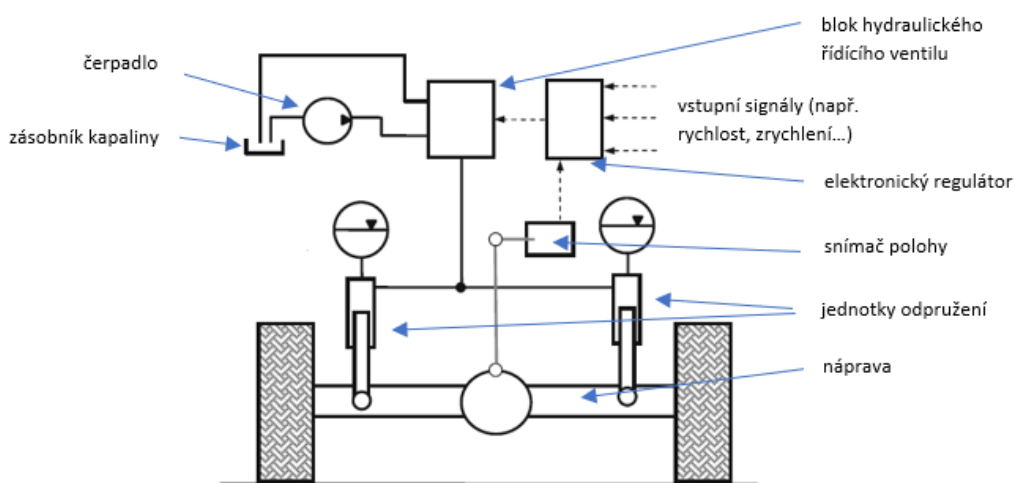 blok hydraulického
řídícího ventilu
čerpadlo
vstupní signály (např.
rychlost, zrychlení...)
zásobník kapaliny
elektronický regulátor
snímač polohy
jednotky odpružení
náprava